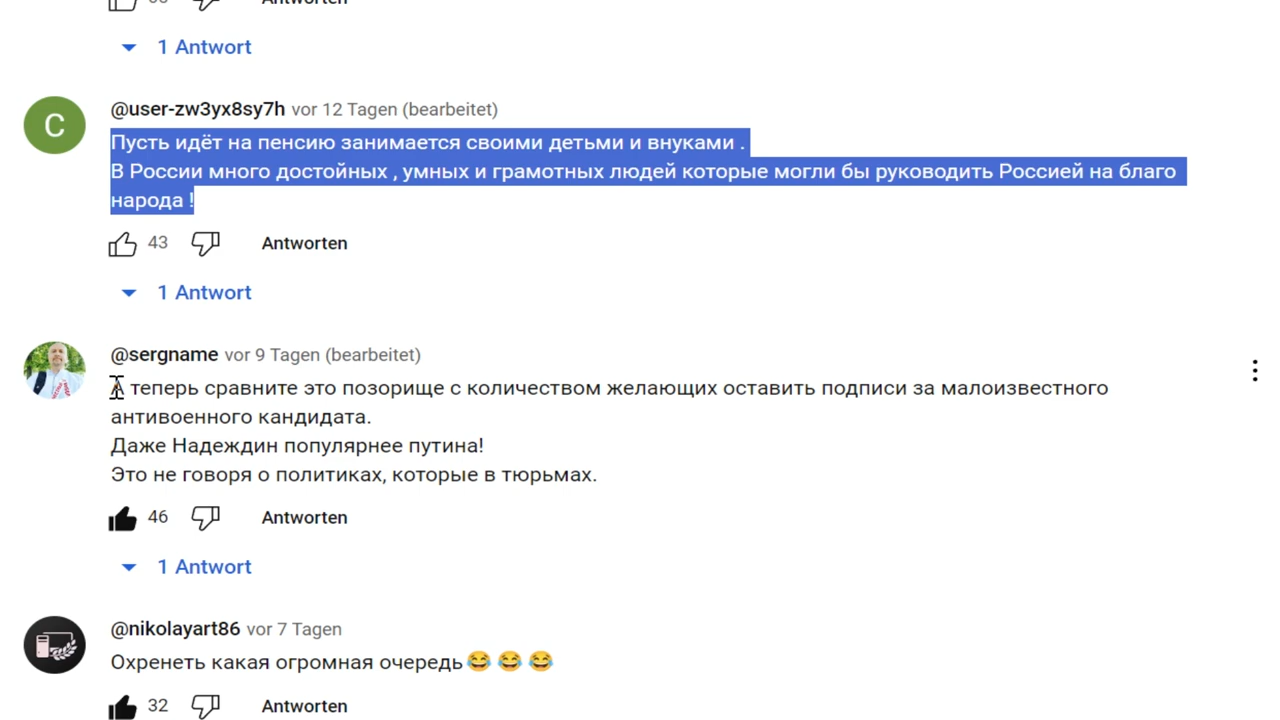 Antworten
1 Antwort
C
@user-zw3yx8sy7h vor 12 Tagen (bearbeitet)
Пусть идёт на пенсию занимается своими детьми и внуками .
В России много достойных , умных и грамотных людей которые могли бы руководить Россией на благо
народа !
43 Antworten
1 Antwort
@sergname vor 9 Tagen (bearbeitet)
А теперь сравните это позорище с количеством желающих оставить подписи за малоизвестного
антивоенного кандидата.
Даже Надеждин популярнее путина!
Это не говоря о политиках, которые в тюрьмах.
46 Antworten
1 Antwort
@nikolayart86 vor 7 Tagen
Охренеть какая огромная очередь😂 😂 😂
32 Antworten